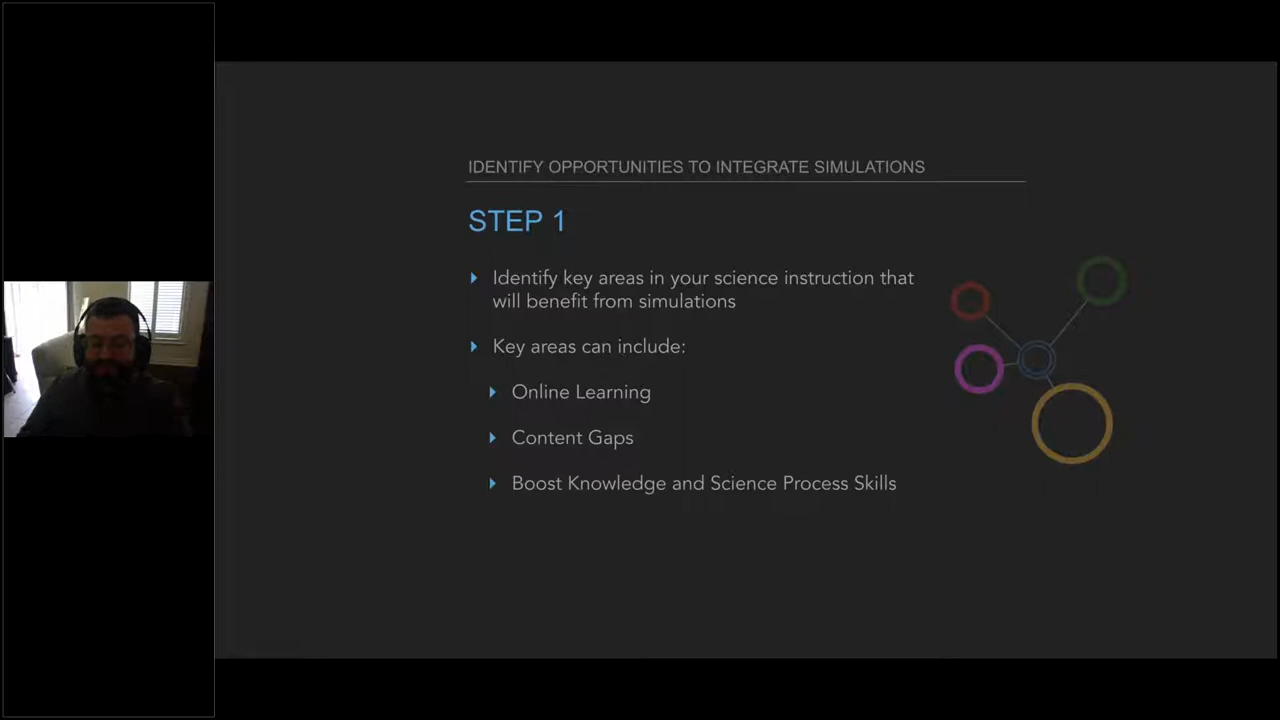 IDENTIFY OPPORTUNITIES TO INTEGRATE SIMULATIONS
STEP 1
Identify key areas in your science instruction that
will benefit from simulations
Key areas can include:
Online Learning
Content Gaps
Boost Knowledge and Science Process Skills